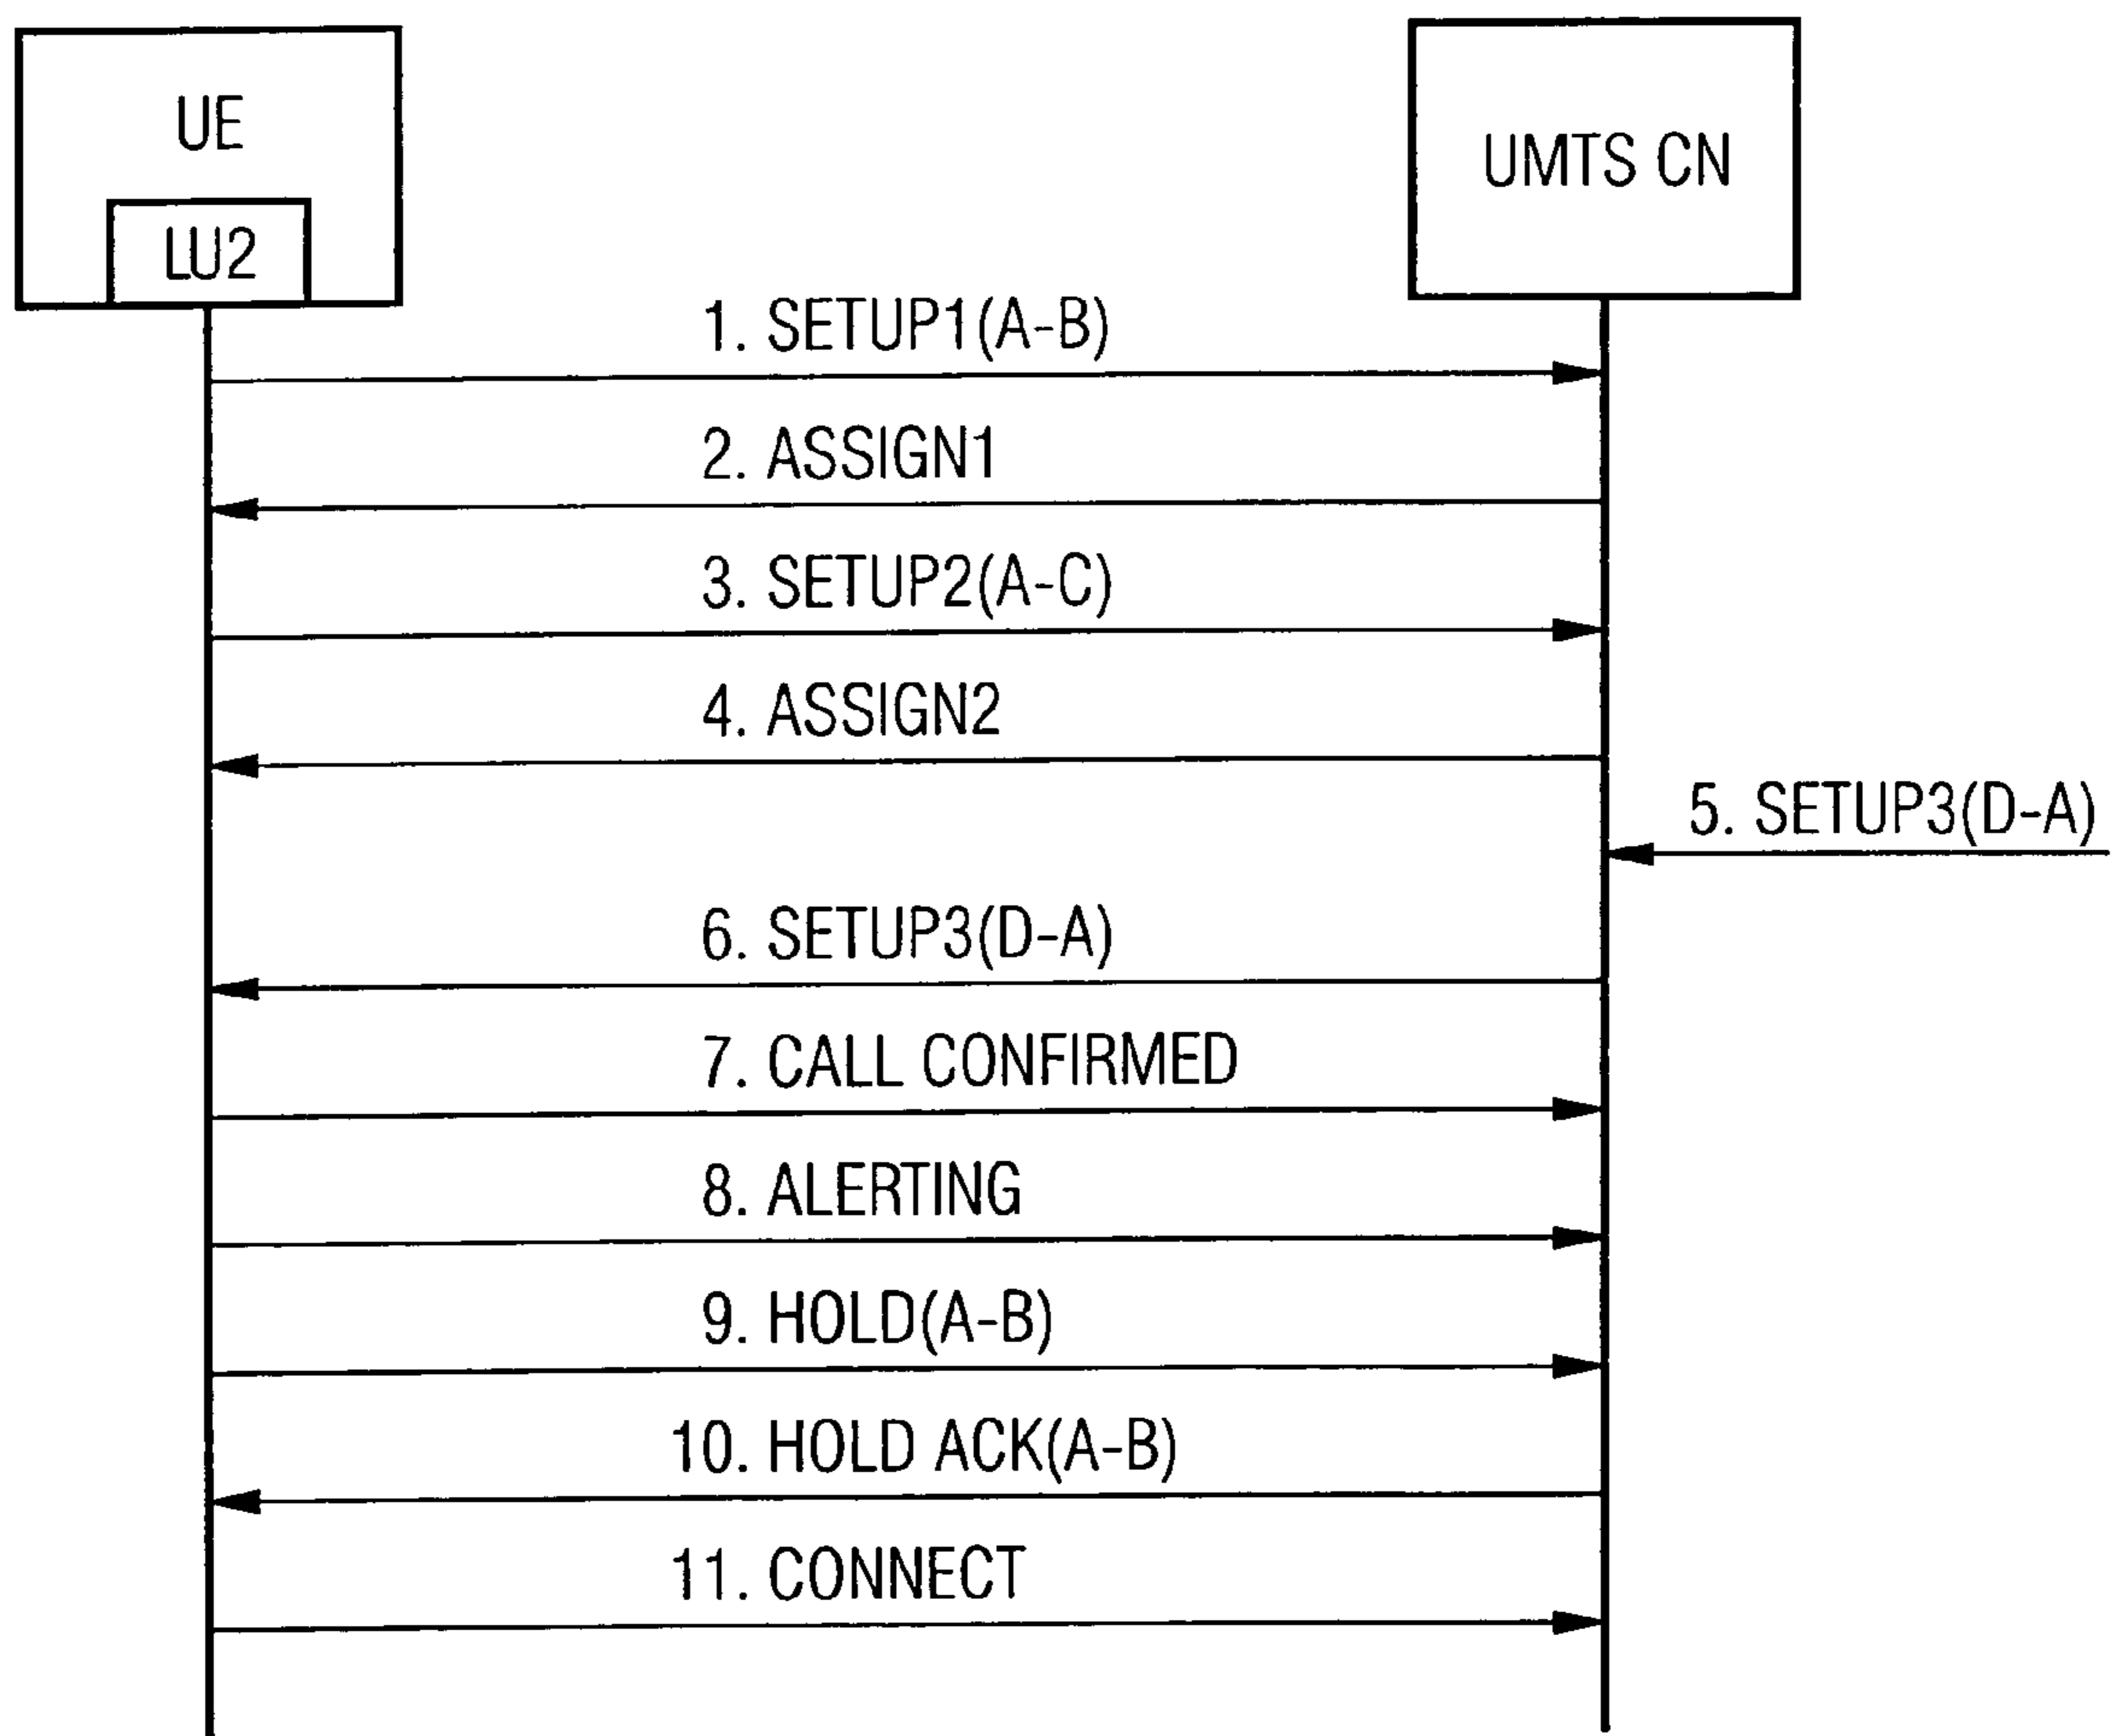 UE
UMTS CN
LU2
1. SETUP1(A-B)
2. ASSIGN1
3. SETUP2(A-C)
4. ASSIGN2
5. SETUP3(D-A)
6. SETUP3(D-A)
7. CALL CONFIRMED
8. ALERTING
9. HOLD(A-B)
10. HOLD ACK(A-B)
11. CONNECT